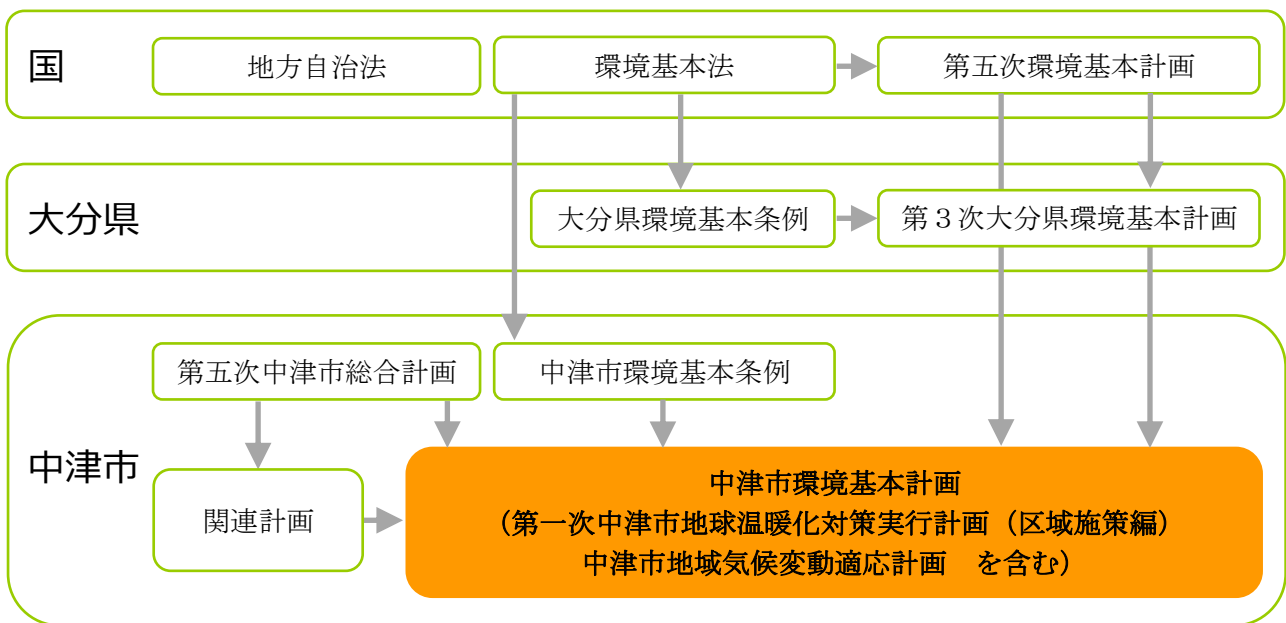 国
地方自治法
環境基本法
第五次環境基本計画
大分県
大分県環境基本条例
第３次大分県環境基本計画
中津市
第五次中津市総合計画
中津市環境基本条例
関連計画
中津市環境基本計画
（第一次中津市地球温暖化対策実行計画（区域施策編）
中津市地域気候変動適応計画　を含む）